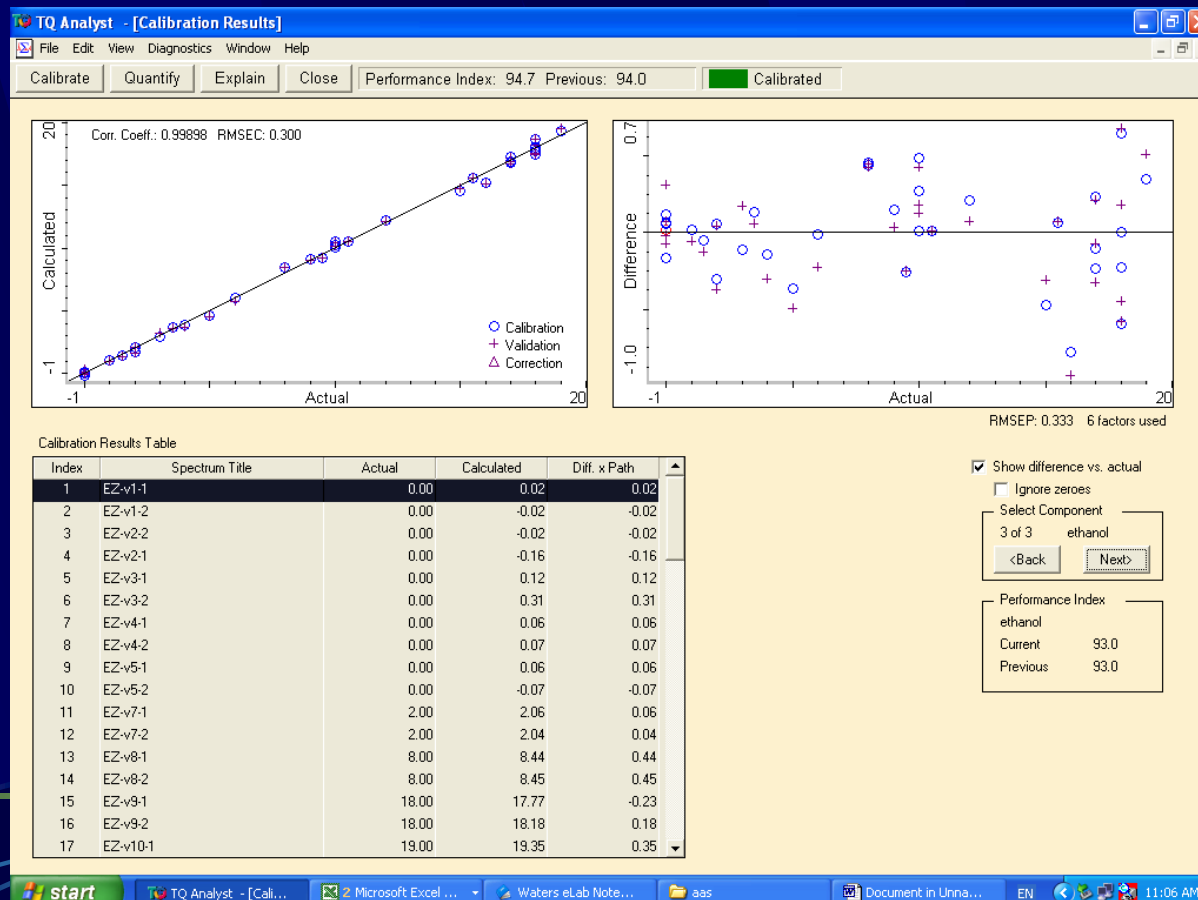 TQ Analyst - [Calibration Results]
File Edit View Diagnostics Window Help
Calibrate Quantify Explain Close Performance Index: 94.7 Previous: 94.0 Calibrated
20
Corr. Coeff.: 0.99898 RMSEC: 0.300
Calculated
Calibration
Validation
Correction
-1
-1 Actual 20
0.7
Difference
-1.0
-1 Actual 20
RMSEP: 0.333 6 factors used
Calibration Results Table
Index Spectrum Title Actual Calculated Diff. x Path
1 EZ-v1-1 0.00 0.02 0.02
2 EZ-v1-2 0.00 -0.02 -0.02
3 EZ-v2-2 0.00 -0.02 -0.02
4 EZ-v2-1 0.00 -0.16 -0.16
5 EZ-v3-1 0.00 0.12 0.12
6 EZ-v3-2 0.00 0.31 0.31
7 EZ-v4-1 0.00 0.06 0.06
8 EZ-v4-2 0.00 0.07 0.07
9 EZ-v5-1 0.00 0.06 0.06
10 EZ-v5-2 0.00 -0.07 -0.07
11 EZ-v7-1 2.00 2.06 0.06
12 EZ-v7-2 2.00 2.04 0.04
13 EZ-v8-1 8.00 8.44 0.44
14 EZ-v8-2 8.00 8.45 0.45
15 EZ-v9-1 18.00 17.77 -0.23
16 EZ-v9-2 18.00 18.18 0.18
17 EZ-v10-1 19.00 19.35 0.35
Show difference vs. actual
Ignore zeroes
Select Component
3 of 3 ethanol
<Back Next>
Performance Index
ethanol
Current 93.0
Previous 93.0
start TQ Analyst - [Cali... 2 Microsoft Excel ... Waters eLab Note... aas Document in Unna... EN 11:06 AM